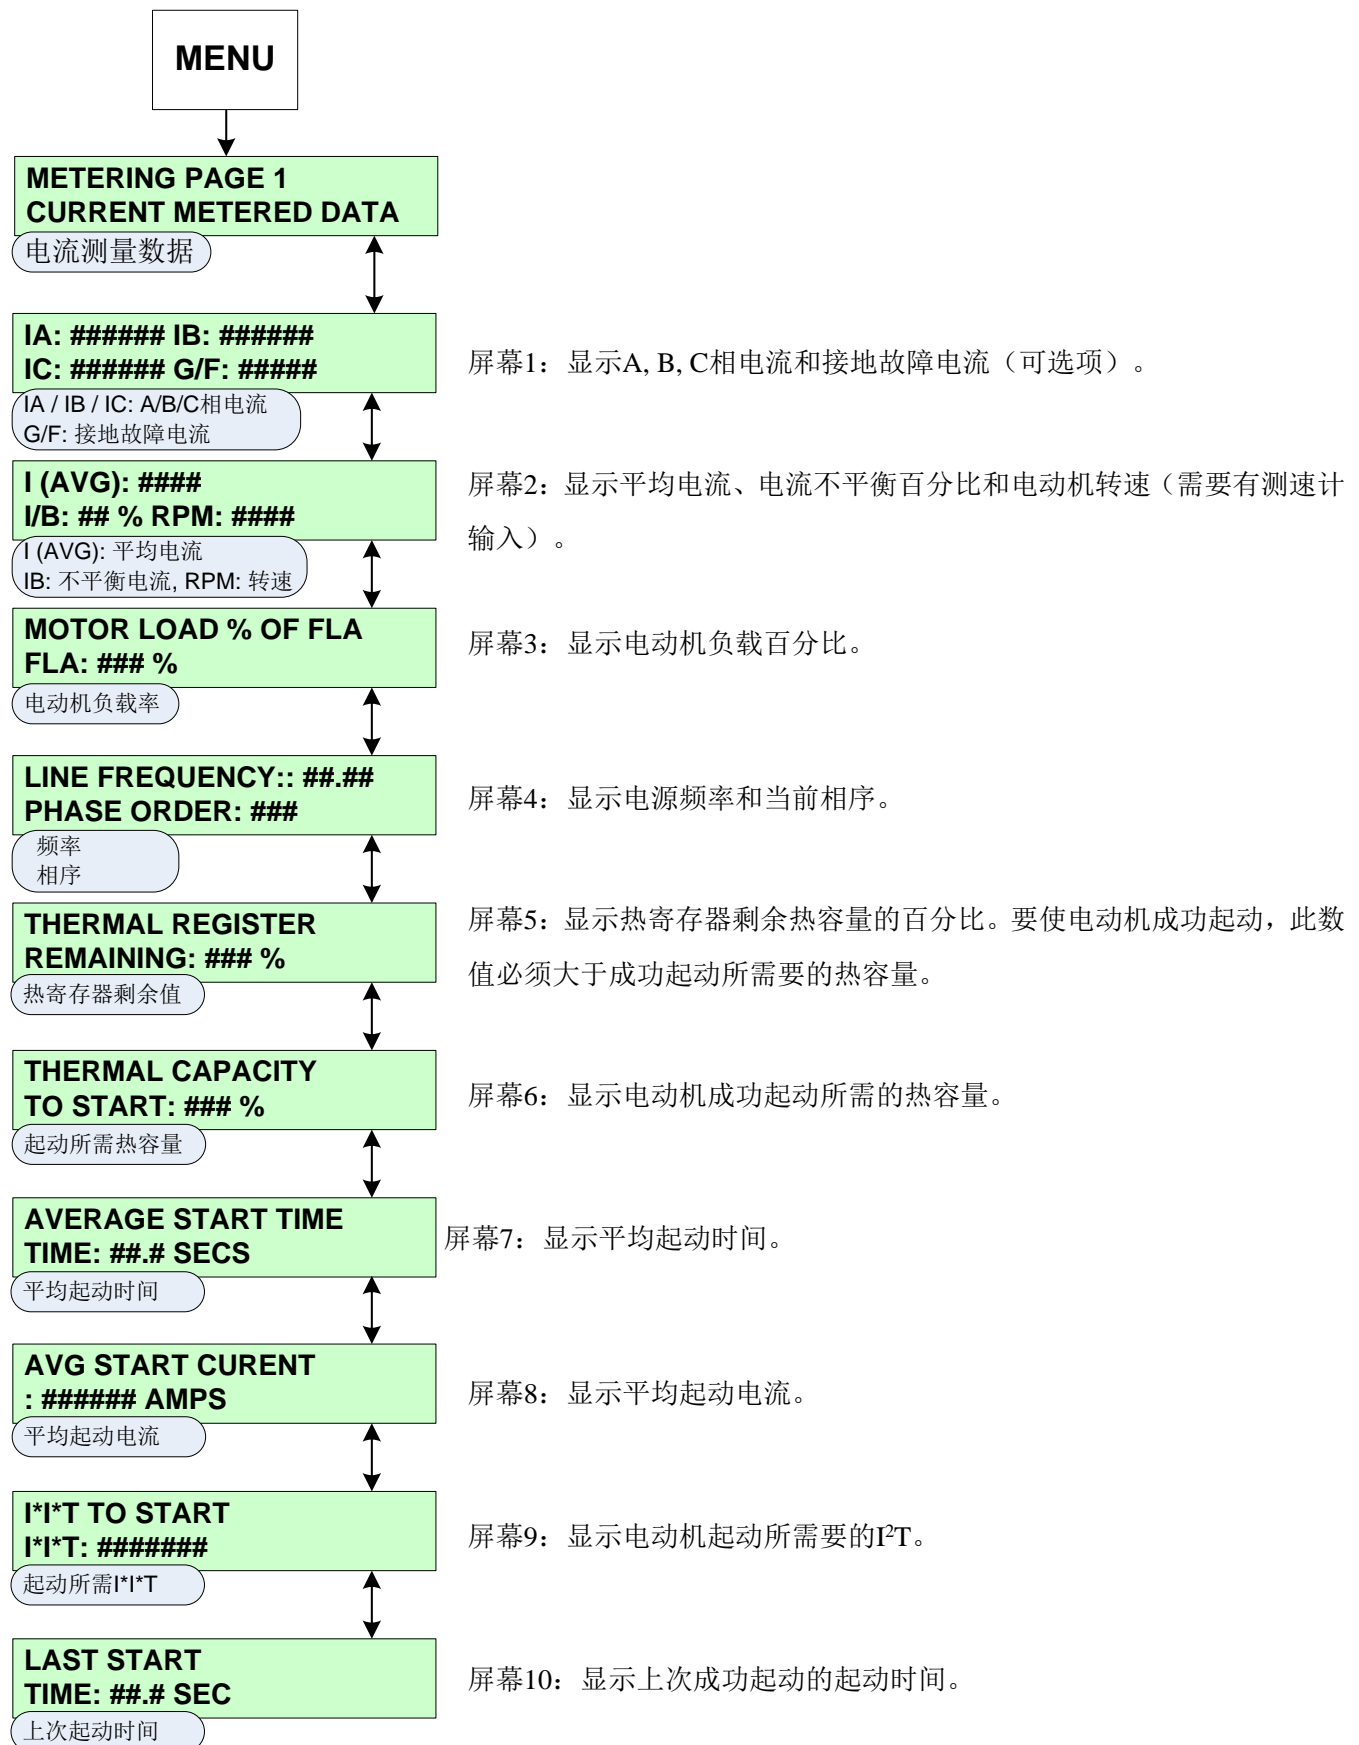 MENU
METERING PAGE 1
CURRENT METERED DATA
电流测量数据
IA: ###### IB: ######
IC: ###### G/F: #####
屏幕1：显示A, B, C相电流和接地故障电流（可选项）。
IA / IB / IC: A/B/C相电流
G/F: 接地故障电流
I (AVG): ####
I/B: ## % RPM: ####
屏幕2：显示平均电流、电流不平衡百分比和电动机转速（需要有测速计
输入）。
I (AVG): 平均电流
IB: 不平衡电流, RPM: 转速
MOTOR LOAD % OF FLA
FLA: ### %
屏幕3：显示电动机负载百分比。
电动机负载率
LINE FREQUENCY:: ##.##
PHASE ORDER: ###
屏幕4：显示电源频率和当前相序。
频率
相序
THERMAL REGISTER
REMAINING: ### %
屏幕5：显示热寄存器剩余热容量的百分比。要使电动机成功起动，此数
值必须大于成功起动所需要的热容量。
热寄存器剩余值
THERMAL CAPACITY
TO START: ### %
屏幕6：显示电动机成功起动所需的热容量。
起动所需热容量
AVERAGE START TIME
TIME: ##.# SECS
屏幕7：显示平均起动时间。
平均起动时间
AVG START CURENT
: ###### AMPS
屏幕8：显示平均起动电流。
平均起动电流
I*I*T TO START
I*I*T: #######
屏幕9：显示电动机起动所需要的I²T。
起动所需I*I*T
LAST START
TIME: ##.# SEC
屏幕10：显示上次成功起动的起动时间。
上次起动时间